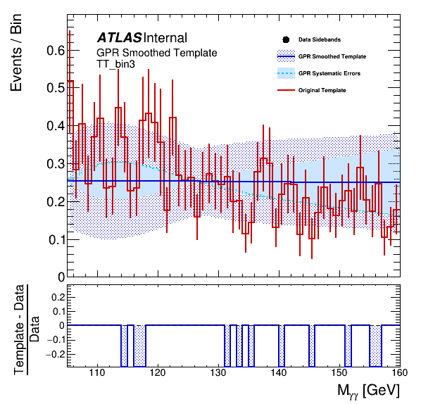 Events / Bin
0.6
0.5
0.4
0.3
0.2
0.1
0
ATLAS Internal
GPR Smoothed Template
TT_bin3
Data Sidebands
GPR Smoothed Template
GPR Systematic Errors
Original Template
Template - Data
Data
0.2
0.1
0
−0.1
−0.2
110 120 130 140 150 160
Mγγ [GeV]